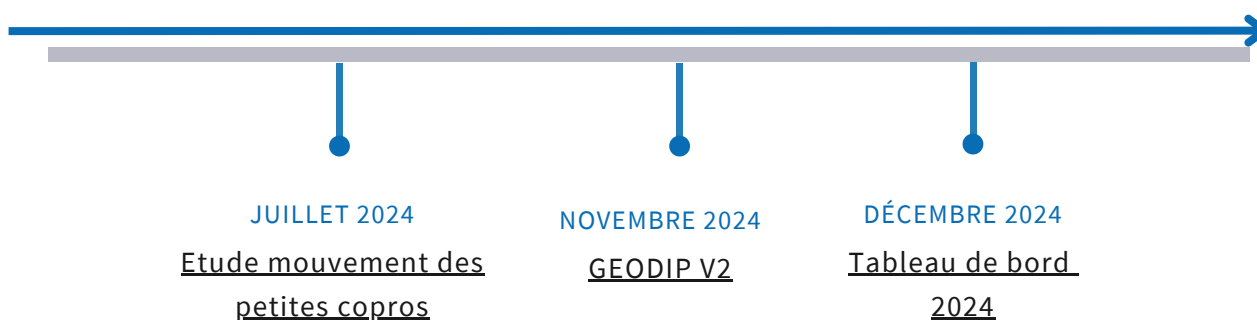 JUILLET 2024
Etude mouvement des
petites copros
NOVEMBRE 2024
GEODIP V2
DÉCEMBRE 2024
Tableau de bord
2024